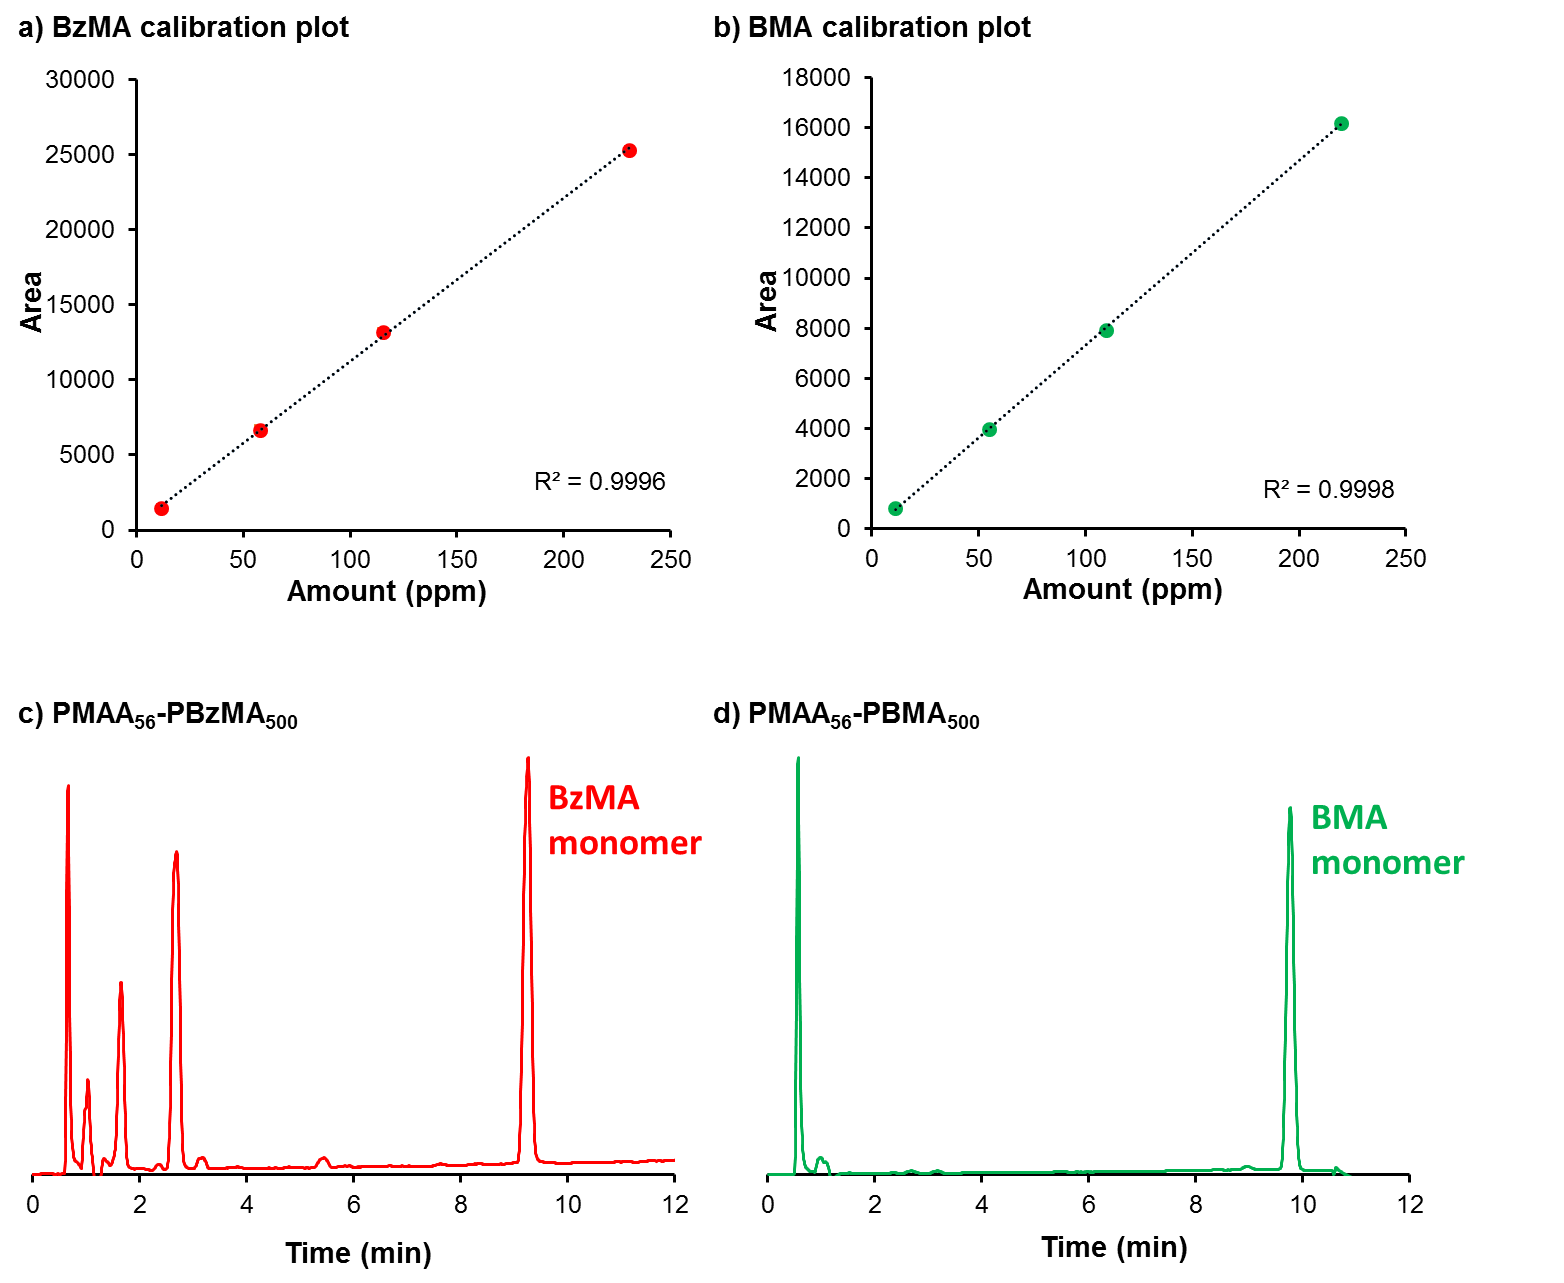 a) BzMA calibration plot
30000
25000
20000
15000
10000
5000
0
Area
R² = 0.9996
0 50 100 150 200 250
Amount (ppm)
b) BMA calibration plot
18000
16000
14000
12000
10000
8000
6000
4000
2000
0
Area
R² = 0.9998
0 50 100 150 200 250
Amount (ppm)
c) PMAA₅₆-PBzMA₅₀₀
BzMA
monomer
0 2 4 6 8 10 12
Time (min)
d) PMAA₅₆-PBMA₅₀₀
BMA
monomer
0 2 4 6 8 10 12
Time (min)